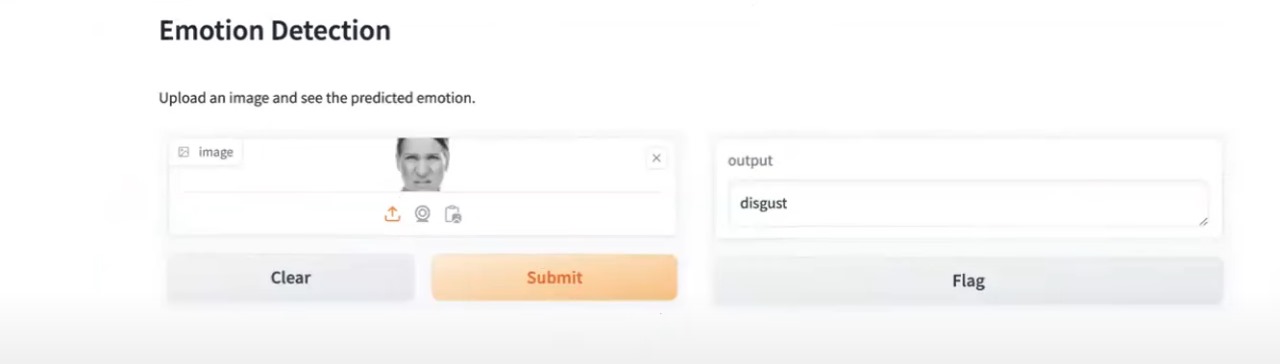 Emotion Detection
Upload an image and see the predicted emotion.
image
output
disgust
Clear
Submit
Flag